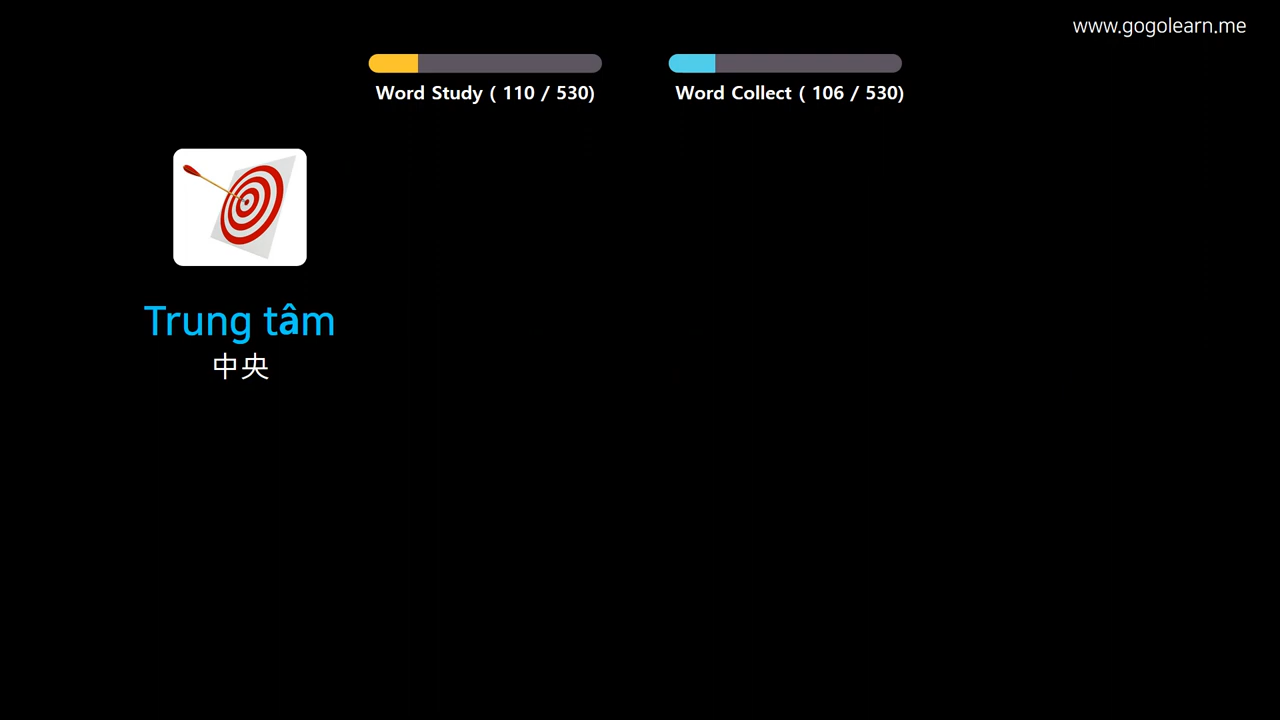 www.gogolearn.me
Word Study ( 110 / 530)
Word Collect ( 106 / 530)
Trung tâm
中央